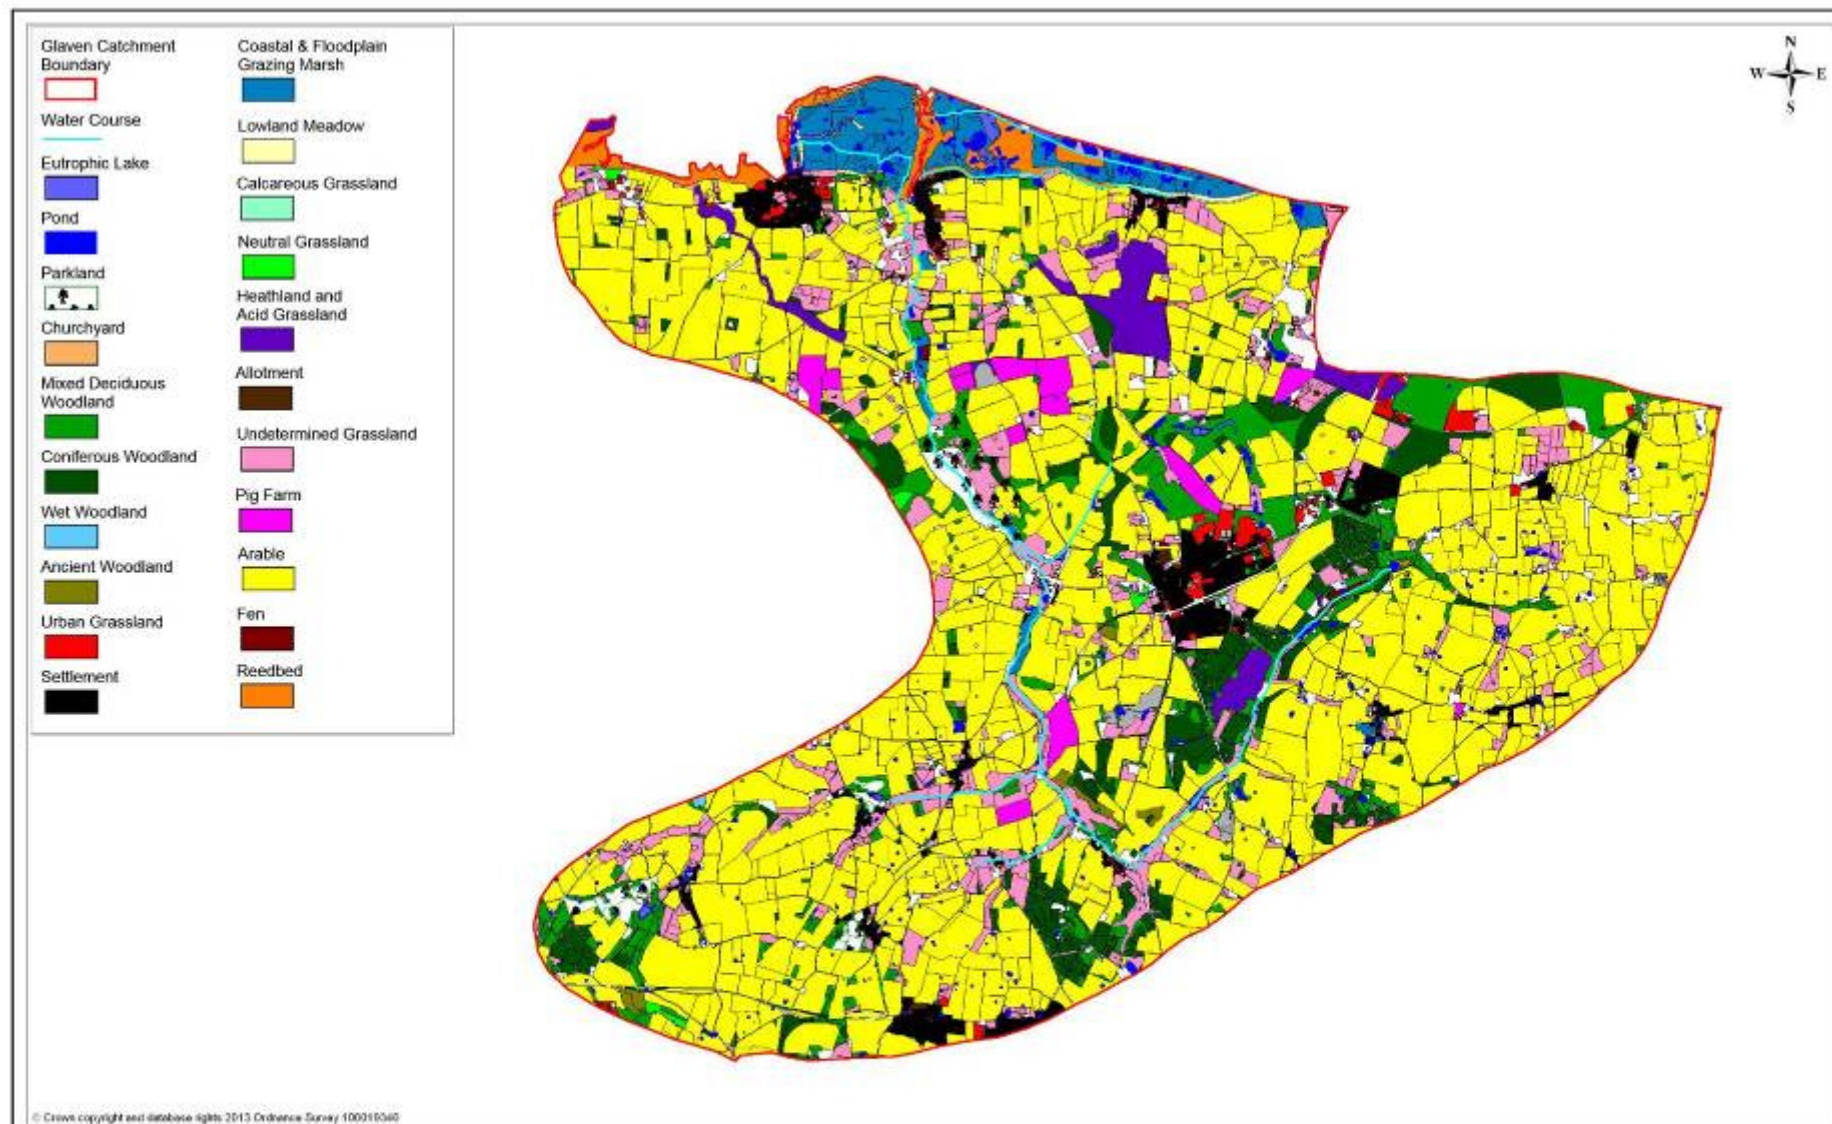 Glaven Catchment
Boundary
Water Course
Eutrophic Lake
Pond
Parkland
Churchyard
Mixed Deciduous
Woodland
Coniferous Woodland
Wet Woodland
Ancient Woodland
Urban Grassland
Settlement
Coastal & Floodplain
Grazing Marsh
Lowland Meadow
Calcareous Grassland
Neutral Grassland
Heathland and
Acid Grassland
Allotment
Undetermined Grassland
Pig Farm
Arable
Fen
Reedbed
N
W E
S
© Crown copyright and database rights 2013 Ordnance Survey 100019340